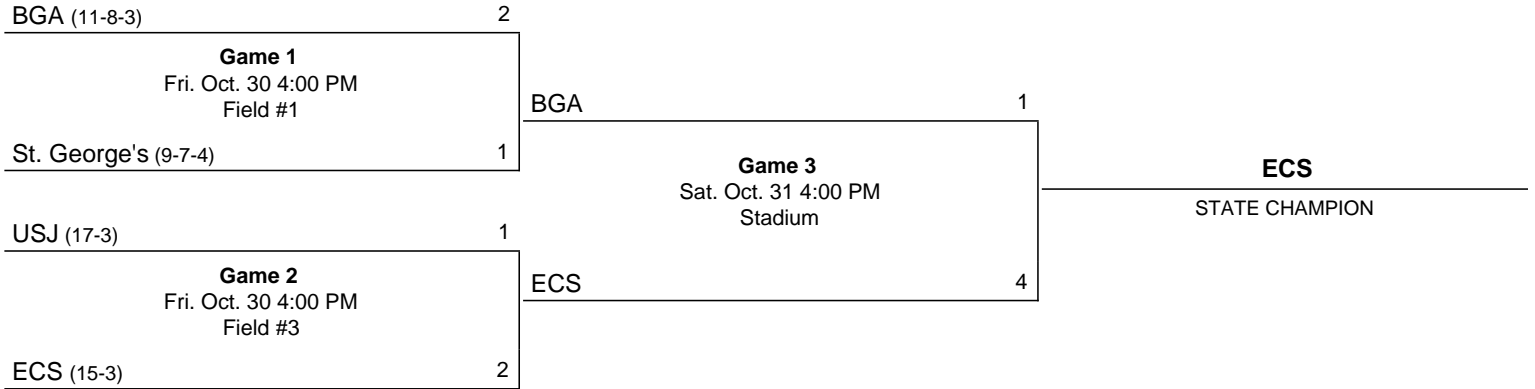 BGA (11-8-3) 2
Game 1
Fri. Oct. 30 4:00 PM
Field #1
St. George's (9-7-4) 1
USJ (17-3) 1
Game 2
Fri. Oct. 30 4:00 PM
Field #3
ECS (15-3) 2
BGA 1
Game 3
Sat. Oct. 31 4:00 PM
Stadium
ECS 4
ECS
STATE CHAMPION